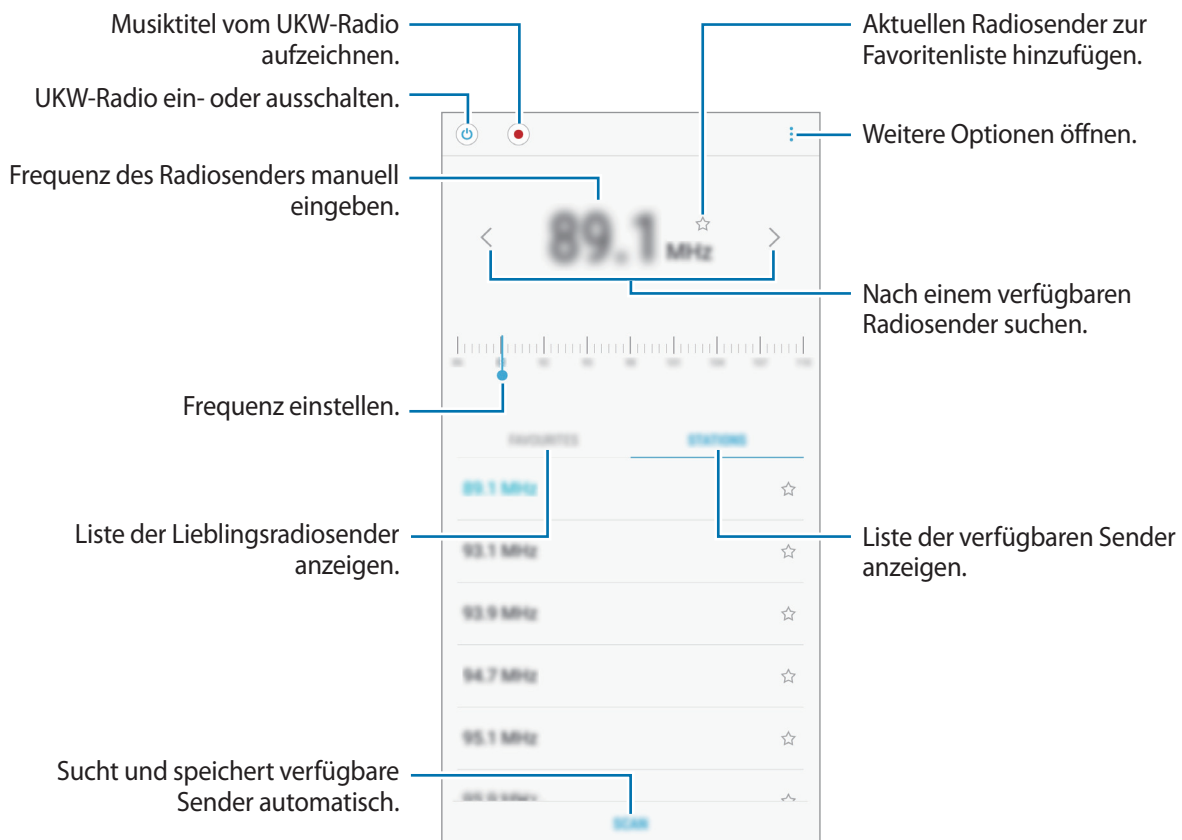 Musiktitel vom UKW-Radio
aufzeichnen.
Aktuellen Radiosender zur
Favoritenliste hinzufügen.
UKW-Radio ein- oder ausschalten.
Weitere Optionen öffnen.
Frequenz des Radiosenders manuell
eingeben.
89.1 MHz
Nach einem verfügbaren
Radiosender suchen.
Frequenz einstellen.
FAVOURITES
STATIONS
89.1 MHz
Liste der Lieblingsradiosender
anzeigen.
Liste der verfügbaren Sender
anzeigen.
93.1 MHz
93.9 MHz
94.7 MHz
95.1 MHz
Sucht und speichert verfügbare
Sender automatisch.
SCAN